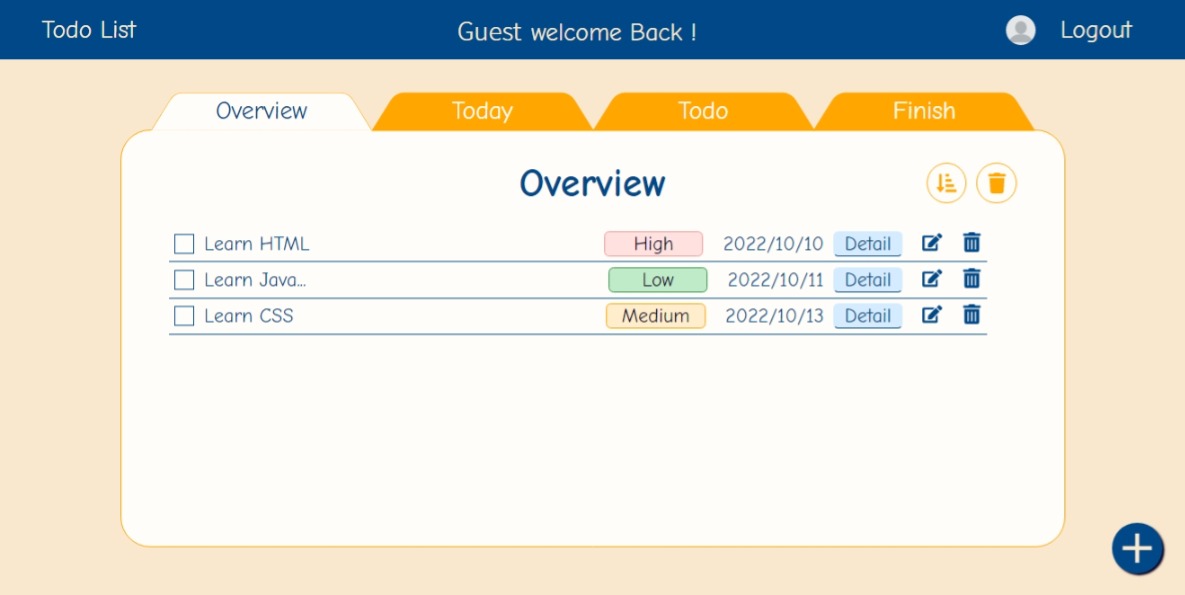 Todo List Guest welcome Back ! Logout
Overview Today Todo Finish
Overview
Learn HTML High 2022/10/10 Detail
Learn Java... Low 2022/10/11 Detail
Learn CSS Medium 2022/10/13 Detail